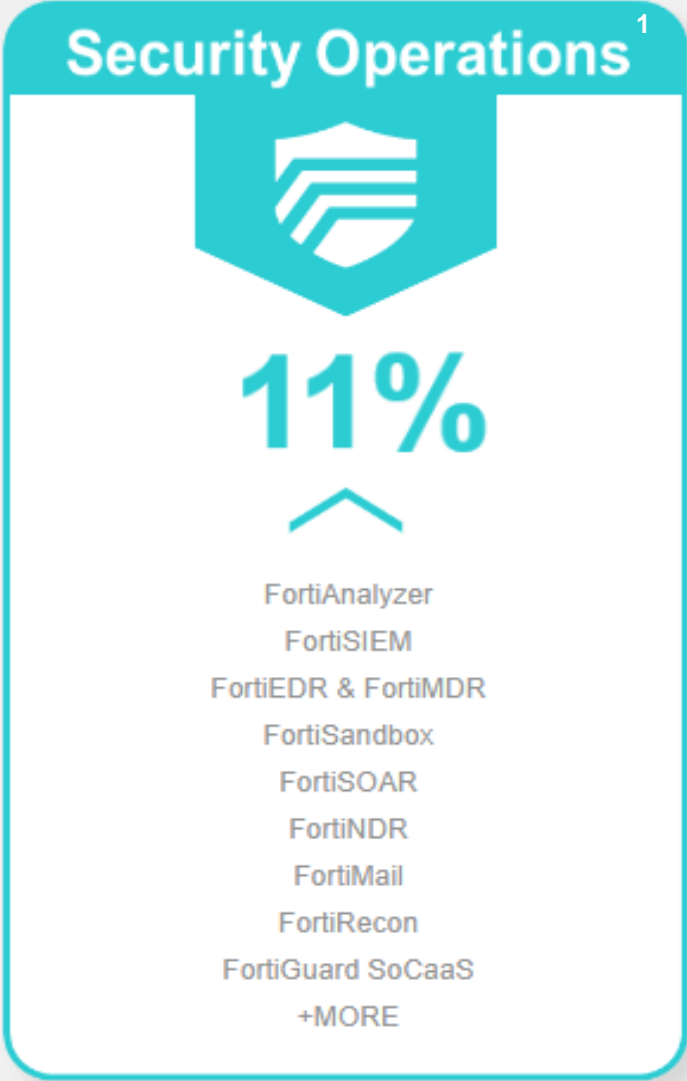 Security Operations 1
11%
FortiAnalyzer
FortiSIEM
FortiEDR & FortiMDR
FortiSandbox
FortiSOAR
FortiNDR
FortiMail
FortiRecon
FortiGuard SoCaaS
+MORE